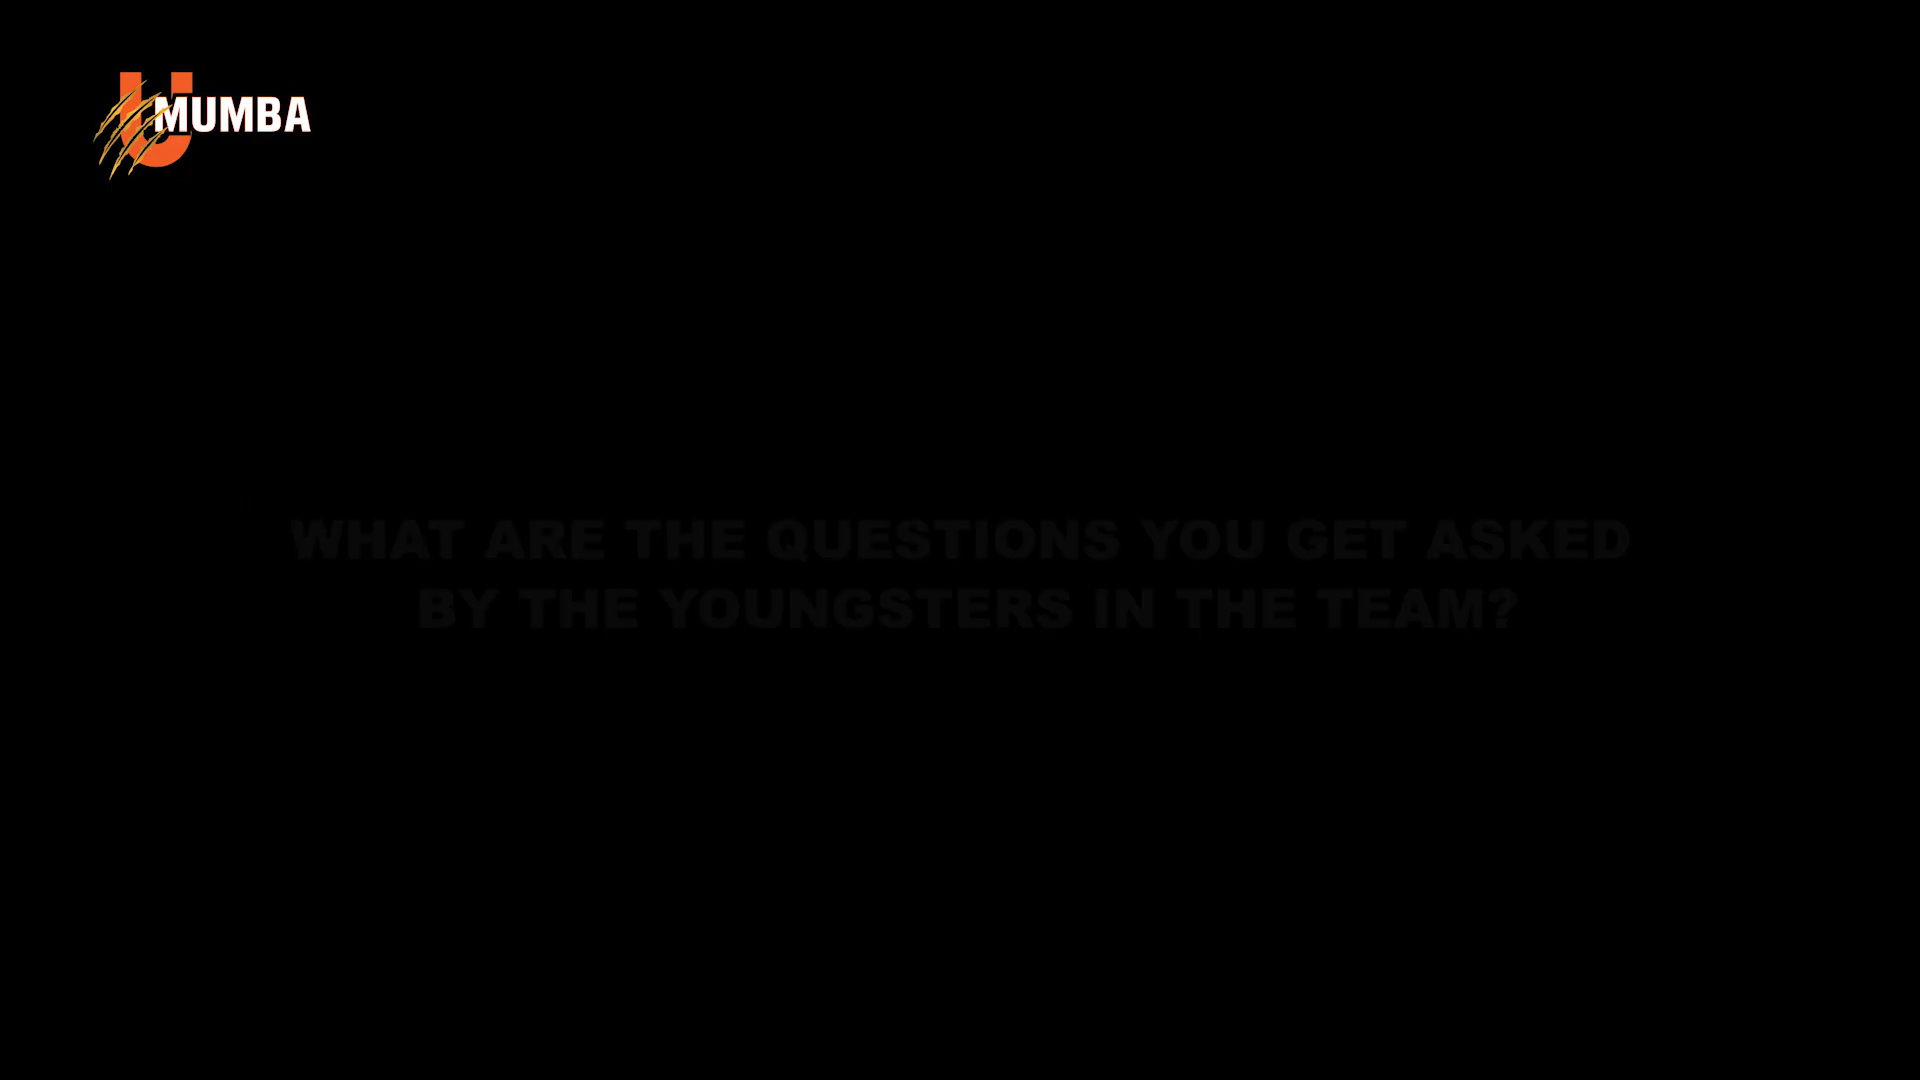 U MUMBA
WHAT ARE THE QUESTIONS YOU GET ASKED
BY THE YOUNGSTERS IN THE TEAM?